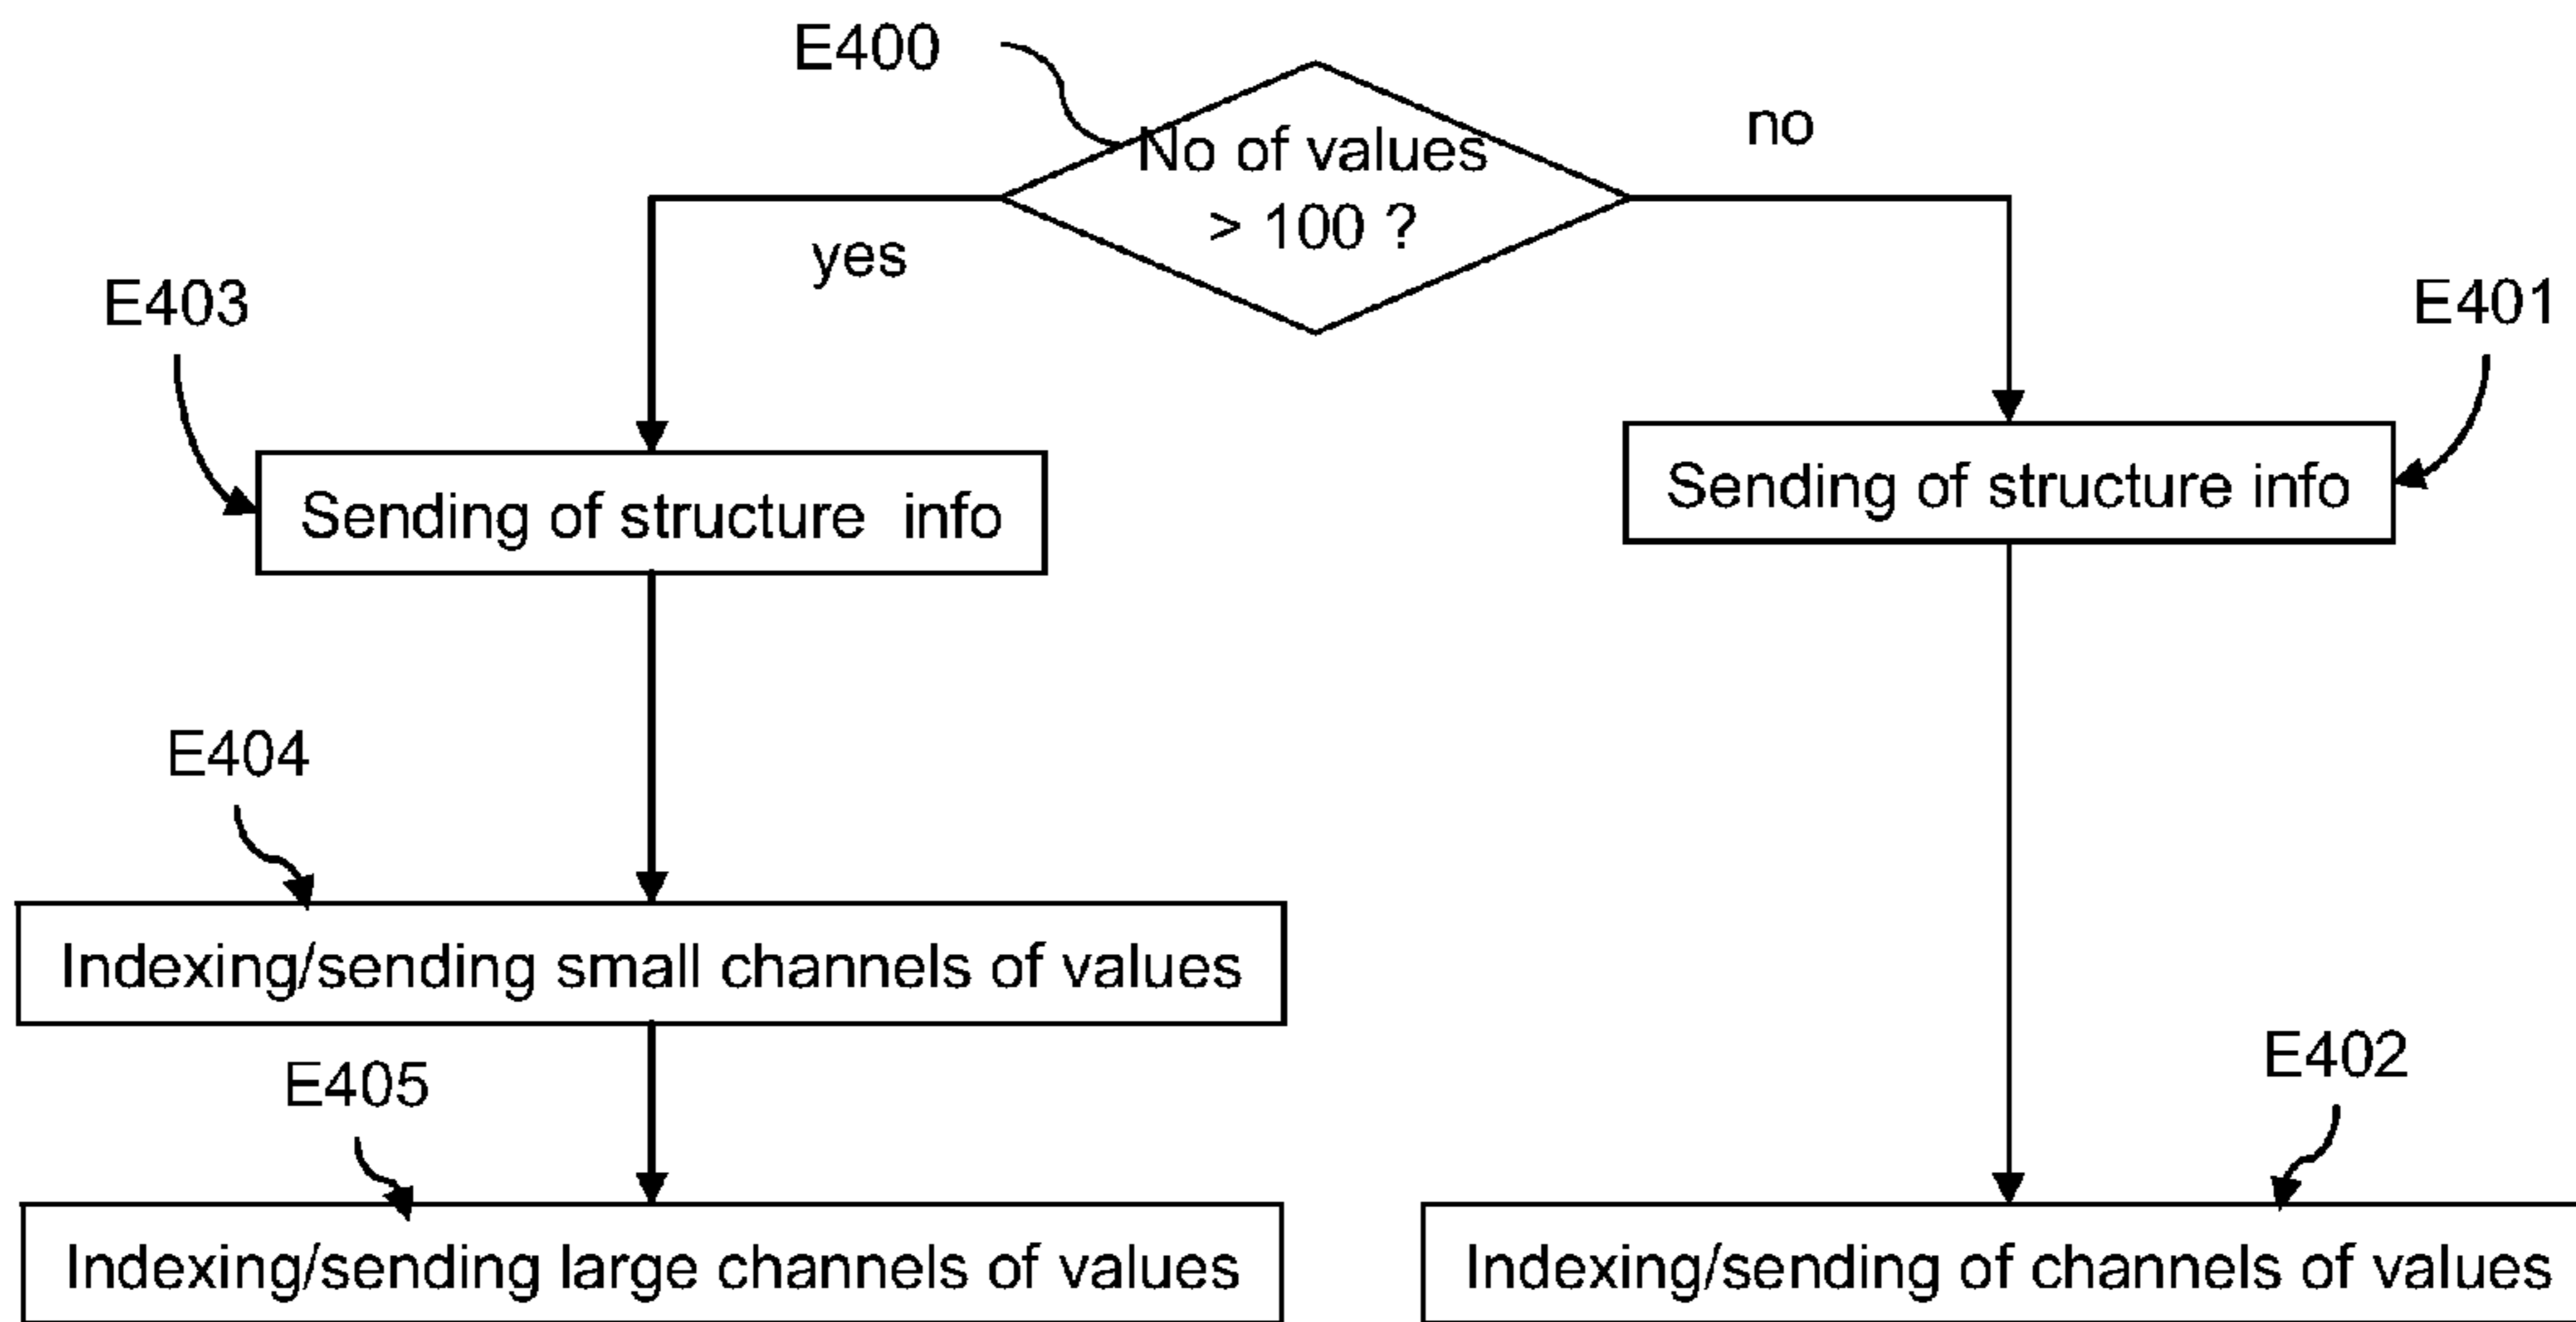 E400
No of values
> 100 ?
no
yes
E403
E401
Sending of structure info
Sending of structure info
E404
Indexing/sending small channels of values
E405
E402
Indexing/sending large channels of values
Indexing/sending of channels of values